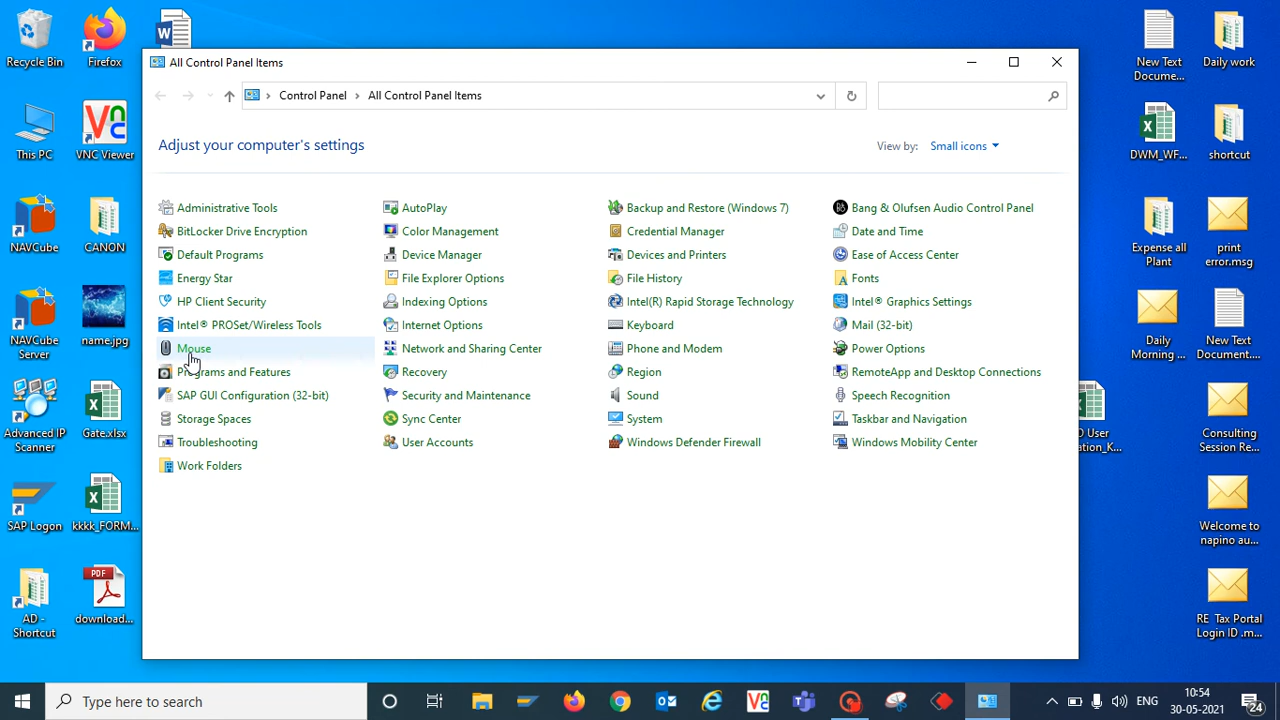 Recycle Bin
Firefox
This PC
VNC Viewer
NAVCube
CANON
NAVCube
Server
name.jpg
Advanced IP
Scanner
Gate.xlsx
SAP Logon
kkkk_FORM...
AD -
Shortcut
download...
All Control Panel Items
Control Panel > All Control Panel Items
Adjust your computer's settings
View by: Small icons
Administrative Tools
AutoPlay
Backup and Restore (Windows 7)
Bang & Olufsen Audio Control Panel
BitLocker Drive Encryption
Color Management
Credential Manager
Date and Time
Default Programs
Device Manager
Devices and Printers
Ease of Access Center
Energy Star
File Explorer Options
File History
Fonts
HP Client Security
Indexing Options
Intel(R) Rapid Storage Technology
Intel® Graphics Settings
Intel® PROSet/Wireless Tools
Internet Options
Keyboard
Mail (32-bit)
Mouse
Network and Sharing Center
Phone and Modem
Power Options
Programs and Features
Recovery
Region
RemoteApp and Desktop Connections
SAP GUI Configuration (32-bit)
Security and Maintenance
Sound
Speech Recognition
Storage Spaces
Sync Center
System
Taskbar and Navigation
Troubleshooting
User Accounts
Windows Defender Firewall
Windows Mobility Center
Work Folders
New Text
Docume...
Daily work
DWM_WF...
shortcut
Expense all
Plant
print
error.msg
Daily
Morning ...
New Text
Document....
User
ation_K...
Consulting
Session Re...
Welcome to
napino au...
RE Tax Portal
Login ID .m...
Type here to search
ENG
10:54
30-05-2021
24